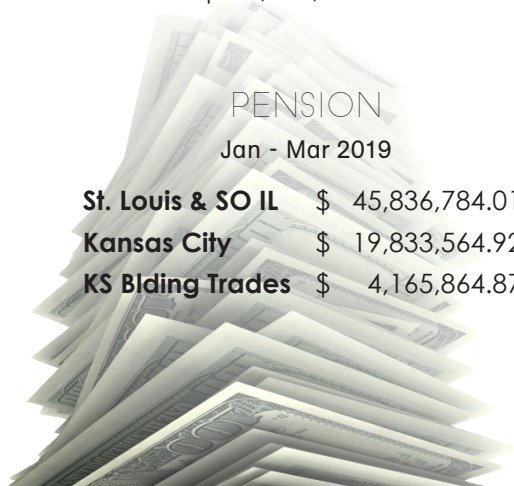 PENSION
Jan - Mar 2019
St. Louis & SO IL $ 45,836,784.01
Kansas City $ 19,833,564.92
KS Blding Trades $ 4,165,864.87